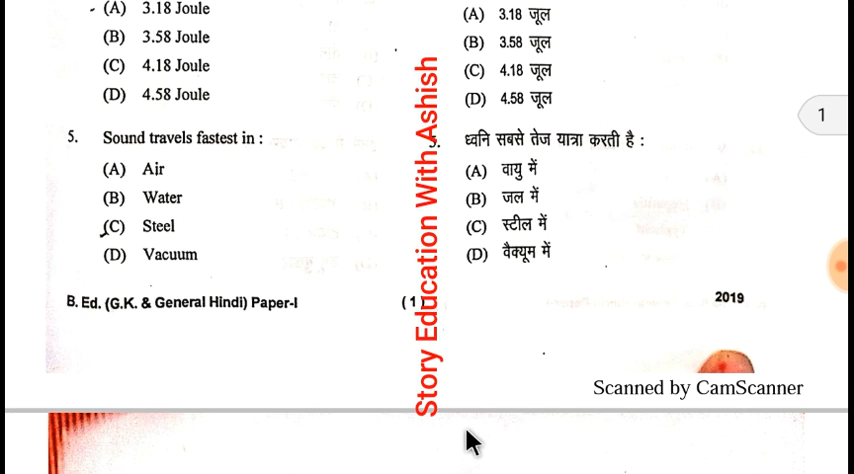 (A) 3.18 Joule
(B) 3.58 Joule
(C) 4.18 Joule
(D) 4.58 Joule
5. Sound travels fastest in :
(A) Air
(B) Water
(C) Steel
(D) Vacuum
(A) 3.18 जूल
(B) 3.58 जूल
(C) 4.18 जूल
(D) 4.58 जूल
5. ध्वनि सबसे तेज यात्रा करती है :
(A) वायु में
(B) जल में
(C) स्टील में
(D) वैक्यूम में
B. Ed. (G.K. & General Hindi) Paper-I (1) 2019
Story Education With Ashish
Scanned by CamScanner
1